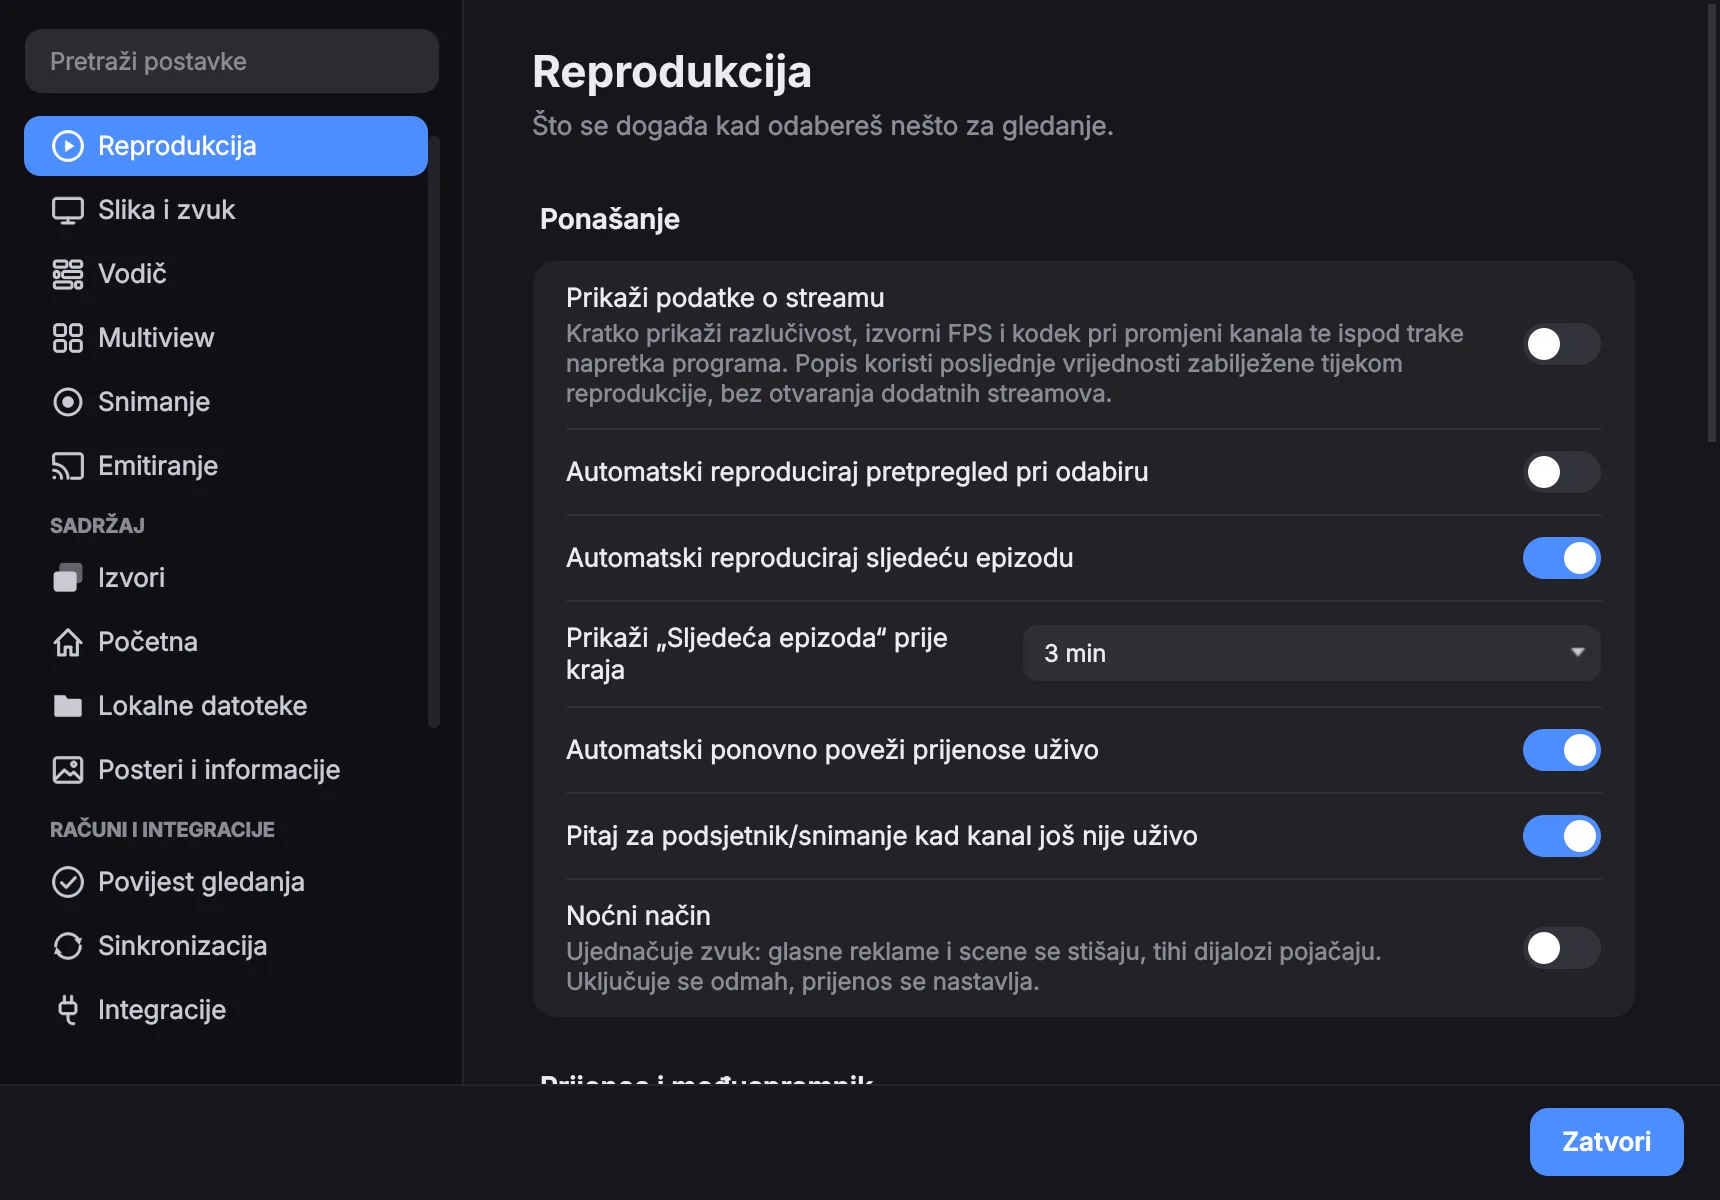 Pretraži postavke
Reprodukcija
Slika i zvuk
Vodič
Multiview
Snimanje
Emitiranje
SADRŽAJ
Izvori
Početna
Lokalne datoteke
Posteri i informacije
RAČUNI I INTEGRACIJE
Povijest gledanja
Sinkronizacija
Integracije
Reprodukcija
Što se događa kad odabereš nešto za gledanje.
Ponašanje
Prikaži podatke o streamu
Kratko prikaži razlučivost, izvorni FPS i kodek pri promjeni kanala te ispod trake
napretka programa. Popis koristi posljednje vrijednosti zabilježene tijekom
reprodukcije, bez otvaranja dodatnih streamova.
Automatski reproduciraj pretpregled pri odabiru
Automatski reproduciraj sljedeću epizodu
Prikaži „Sljedeća epizoda“ prije
kraja
3 min
Automatski ponovno poveži prijenose uživo
Pitaj za podsjetnik/snimanje kad kanal još nije uživo
Noćni način
Ujednačuje zvuk: glasne reklame i scene se stišaju, tihi dijalozi pojačaju.
Uključuje se odmah, prijenos se nastavlja.
Prijenos i međuspremnik
Zatvori